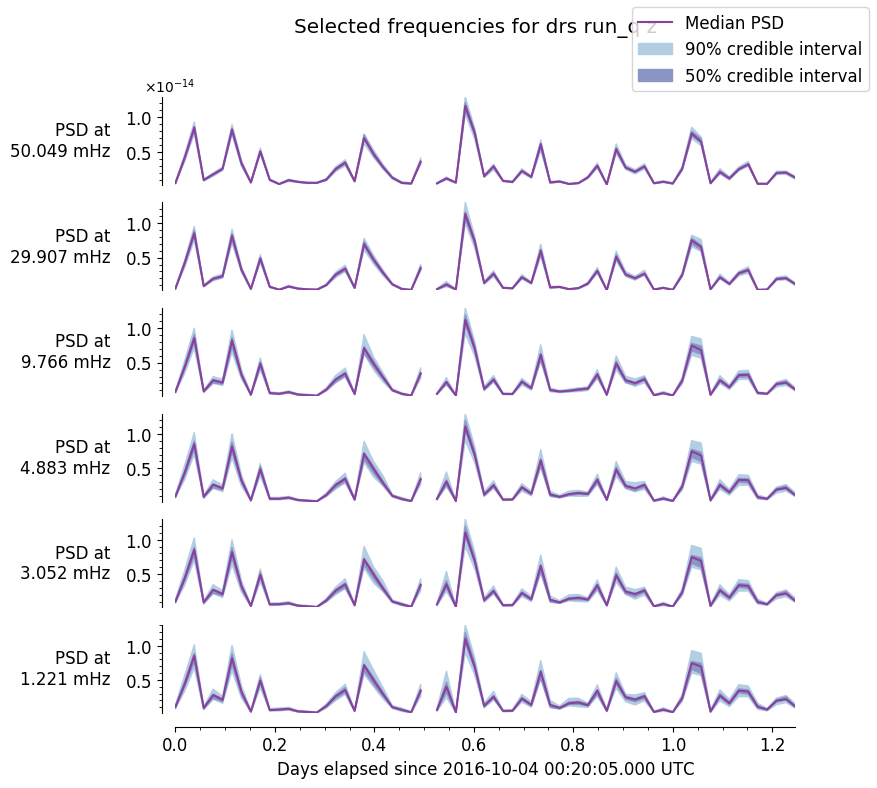 Selected frequencies for drs run_q 2
Median PSD
90% credible interval
50% credible interval
×10⁻¹⁴
PSD at
50.049 mHz
1.0
0.5
PSD at
29.907 mHz
1.0
0.5
PSD at
9.766 mHz
1.0
0.5
PSD at
4.883 mHz
1.0
0.5
PSD at
3.052 mHz
1.0
0.5
PSD at
1.221 mHz
1.0
0.5
0.0 0.2 0.4 0.6 0.8 1.0 1.2
Days elapsed since 2016-10-04 00:20:05.000 UTC